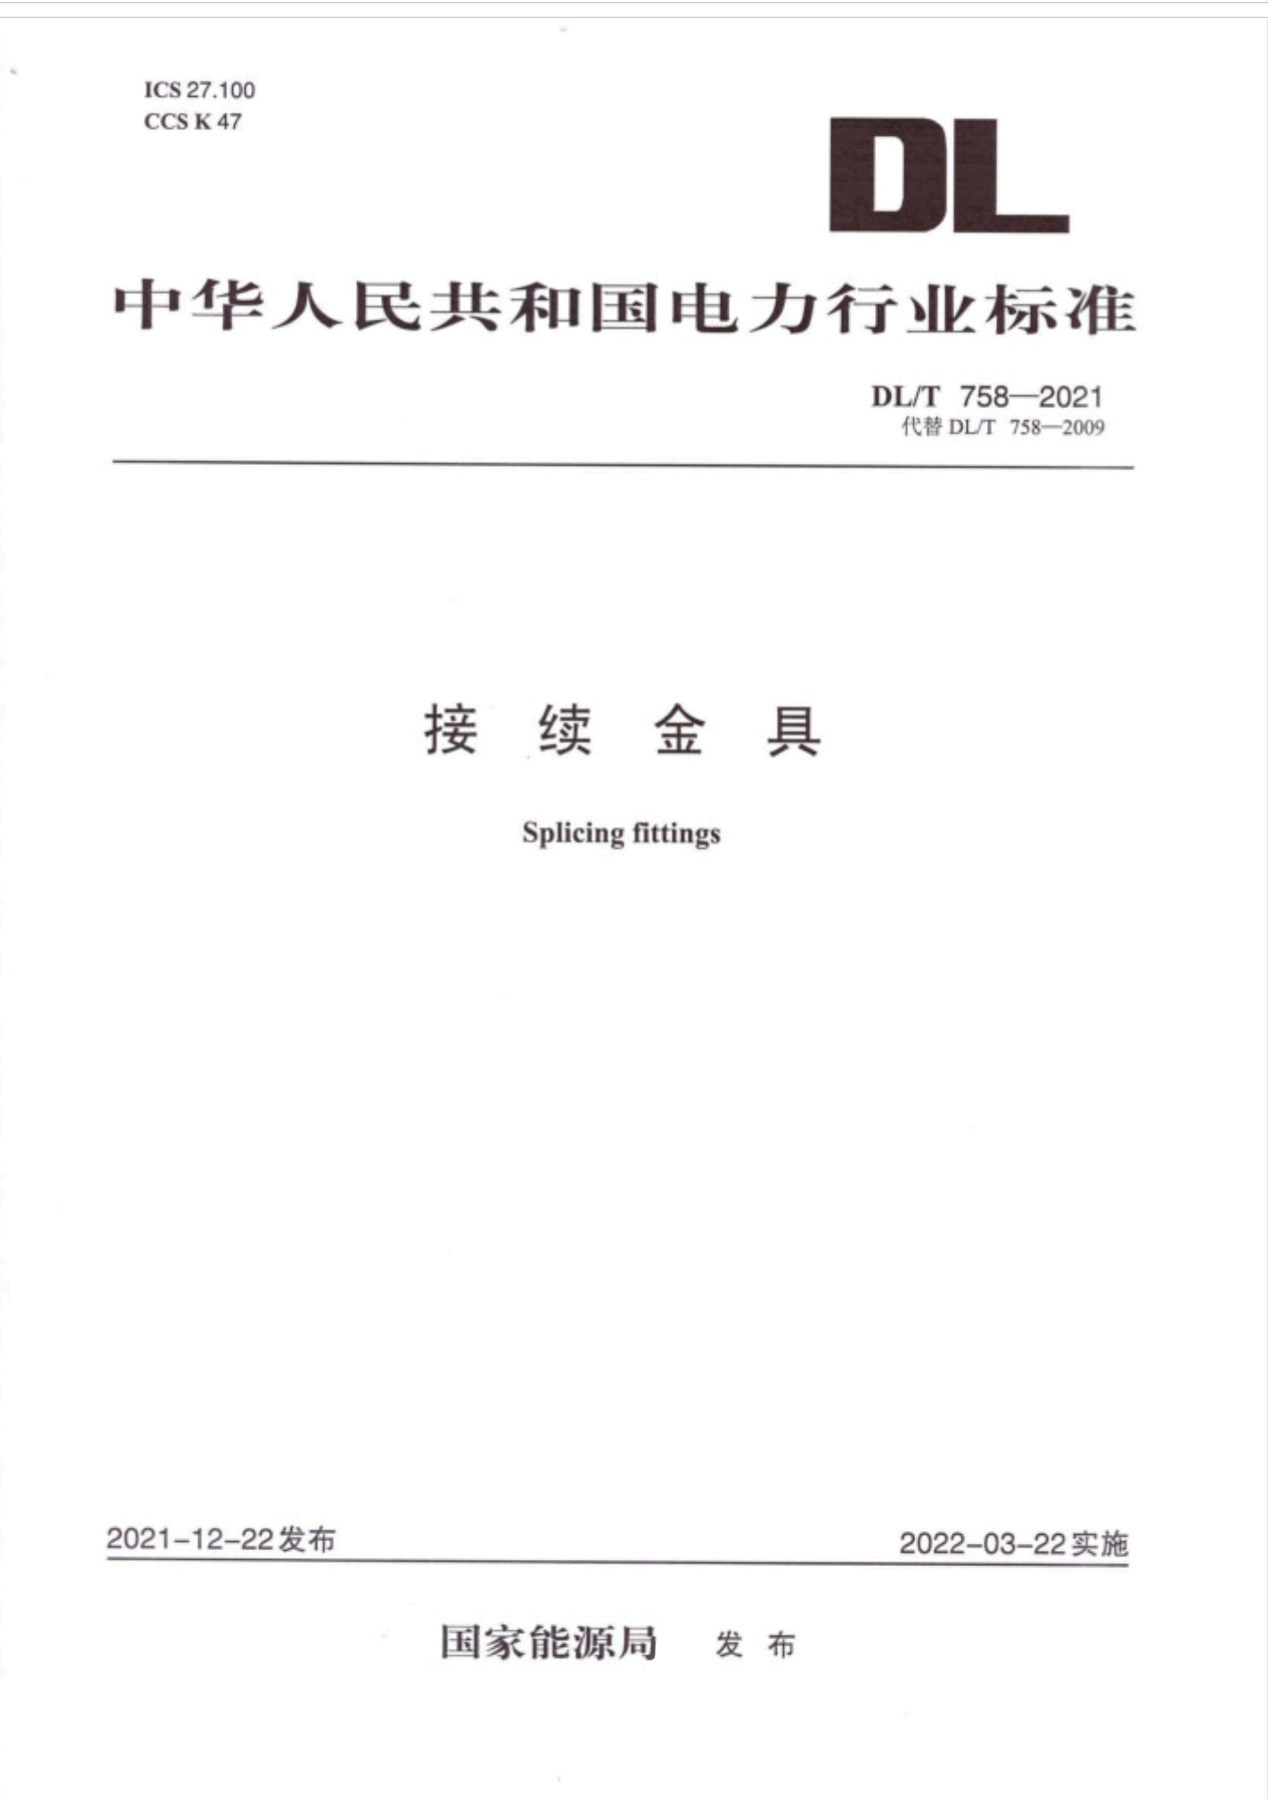 ICS 27.100
CCS K 47
DL
中华人民共和国电力行业标准
DL/T 758—2021
代替 DL/T 758—2009
接续金具
Splicing fittings
2021-12-22发布
2022-03-22实施
国家能源局 发布